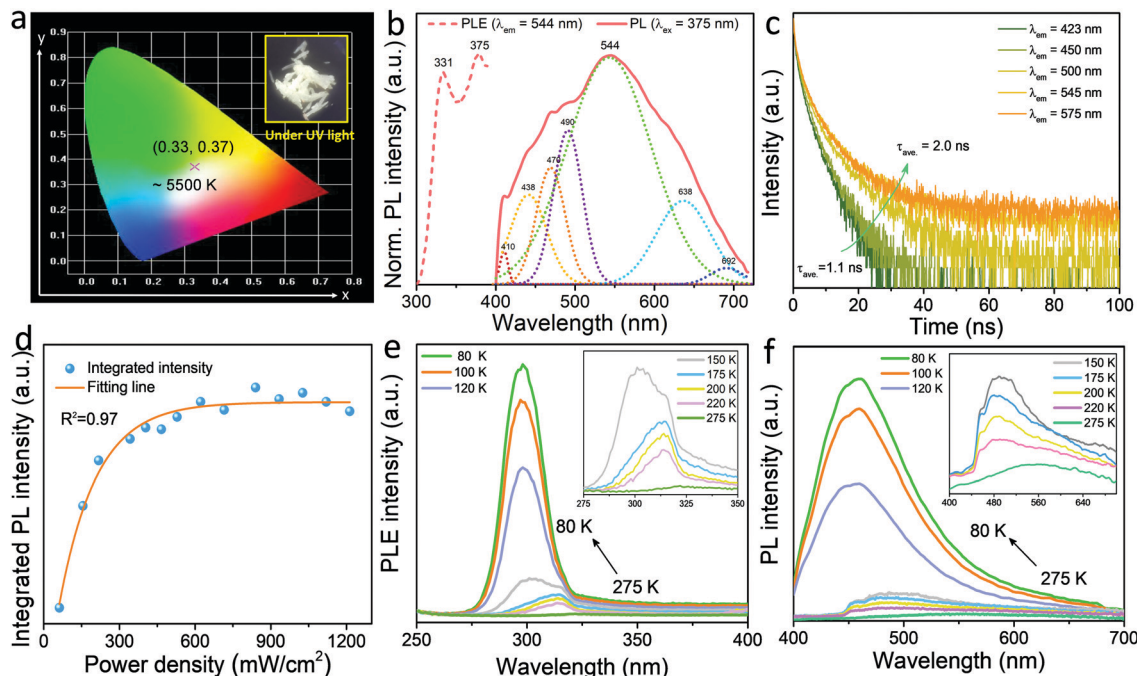 a
y
0.9
0.8
0.7
0.6
0.5
0.4
0.3
0.2
0.1
0.0
Under UV light
(0.33, 0.37)
~ 5500 K
0.0 0.1 0.2 0.3 0.4 0.5 0.6 0.7 0.8
x
b
Norm. PL intensity (a.u.)
PLE (λem = 544 nm) PL (λex = 375 nm)
331 375 544
490
470
438
410
638
692
300 400 500 600 700
Wavelength (nm)
c
Intensity (a.u.)
λem = 423 nm
λem = 450 nm
λem = 500 nm
λem = 545 nm
λem = 575 nm
τave. = 2.0 ns
τave.=1.1 ns
0 20 40 60 80 100
Time (ns)
d
Integrated PL intensity (a.u.)
Integrated intensity
Fitting line
R²=0.97
0 300 600 900 1200
Power density (mW/cm²)
e
PLE intensity (a.u.)
80 K
100 K
120 K
150 K
175 K
200 K
220 K
275 K
275 300 325 350
80 K
275 K
250 300 350 400
Wavelength (nm)
f
PL intensity (a.u.)
80 K
100 K
120 K
150 K
175 K
200 K
220 K
275 K
400 480 560 640
80 K
275 K
400 500 600 700
Wavelength (nm)